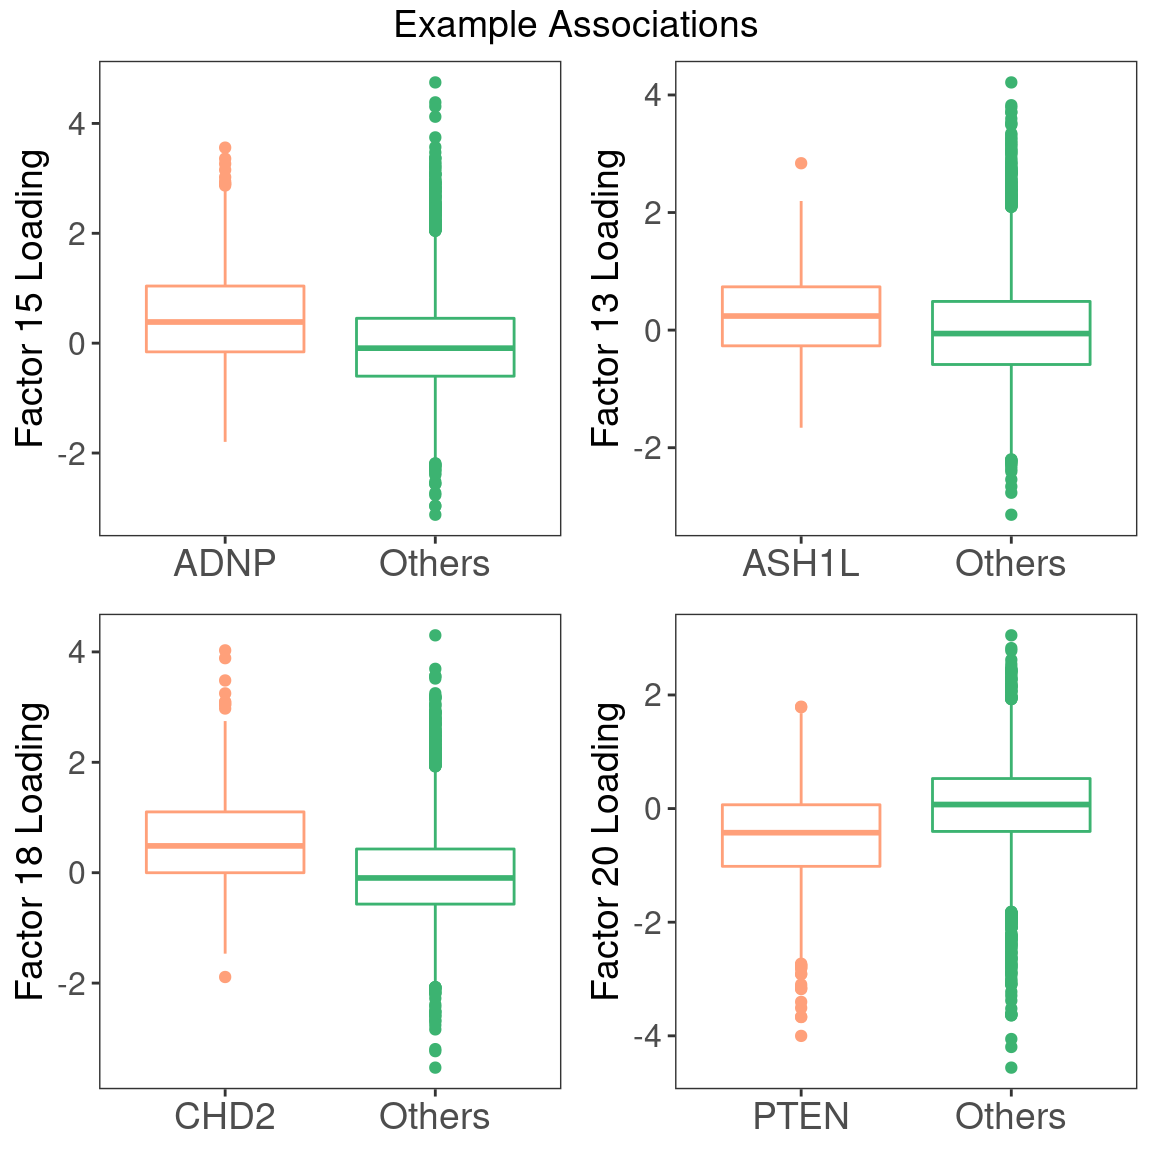 Example Associations
Factor 15 Loading
4
2
0
-2
ADNP
Others
Factor 13 Loading
4
2
0
-2
ASH1L
Others
Factor 18 Loading
4
2
0
-2
CHD2
Others
Factor 20 Loading
2
0
-2
-4
PTEN
Others